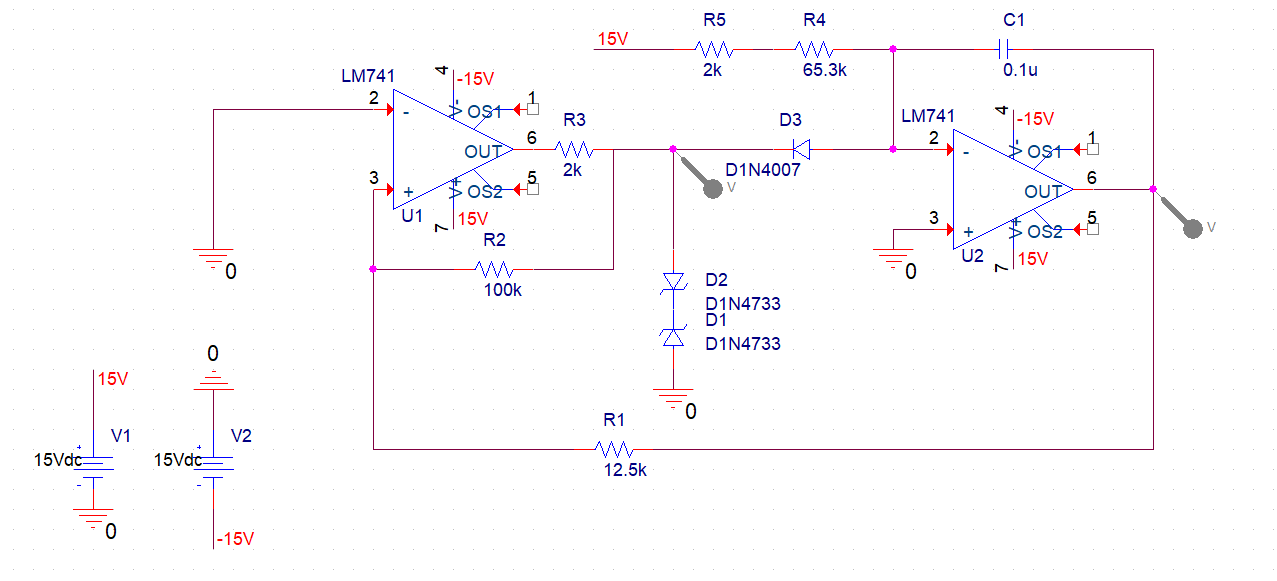 R5
R4
C1
15V
2k
65.3k
0.1u
LM741
4
-15V
2
-
V-
OS1
1
R3
6
OUT
2k
3
+
V+
OS2
5
U1
7
15V
R2
100k
0
D3
D1N4007
V
LM741
4
-15V
2
-
V-
OS1
1
OUT
6
3
+
V+
OS2
5
U2
7
15V
0
V
D2
D1N4733
D1
D1N4733
0
0
15V
V1
15Vdc
+
-
0
V2
15Vdc
+
-
-15V
R1
12.5k